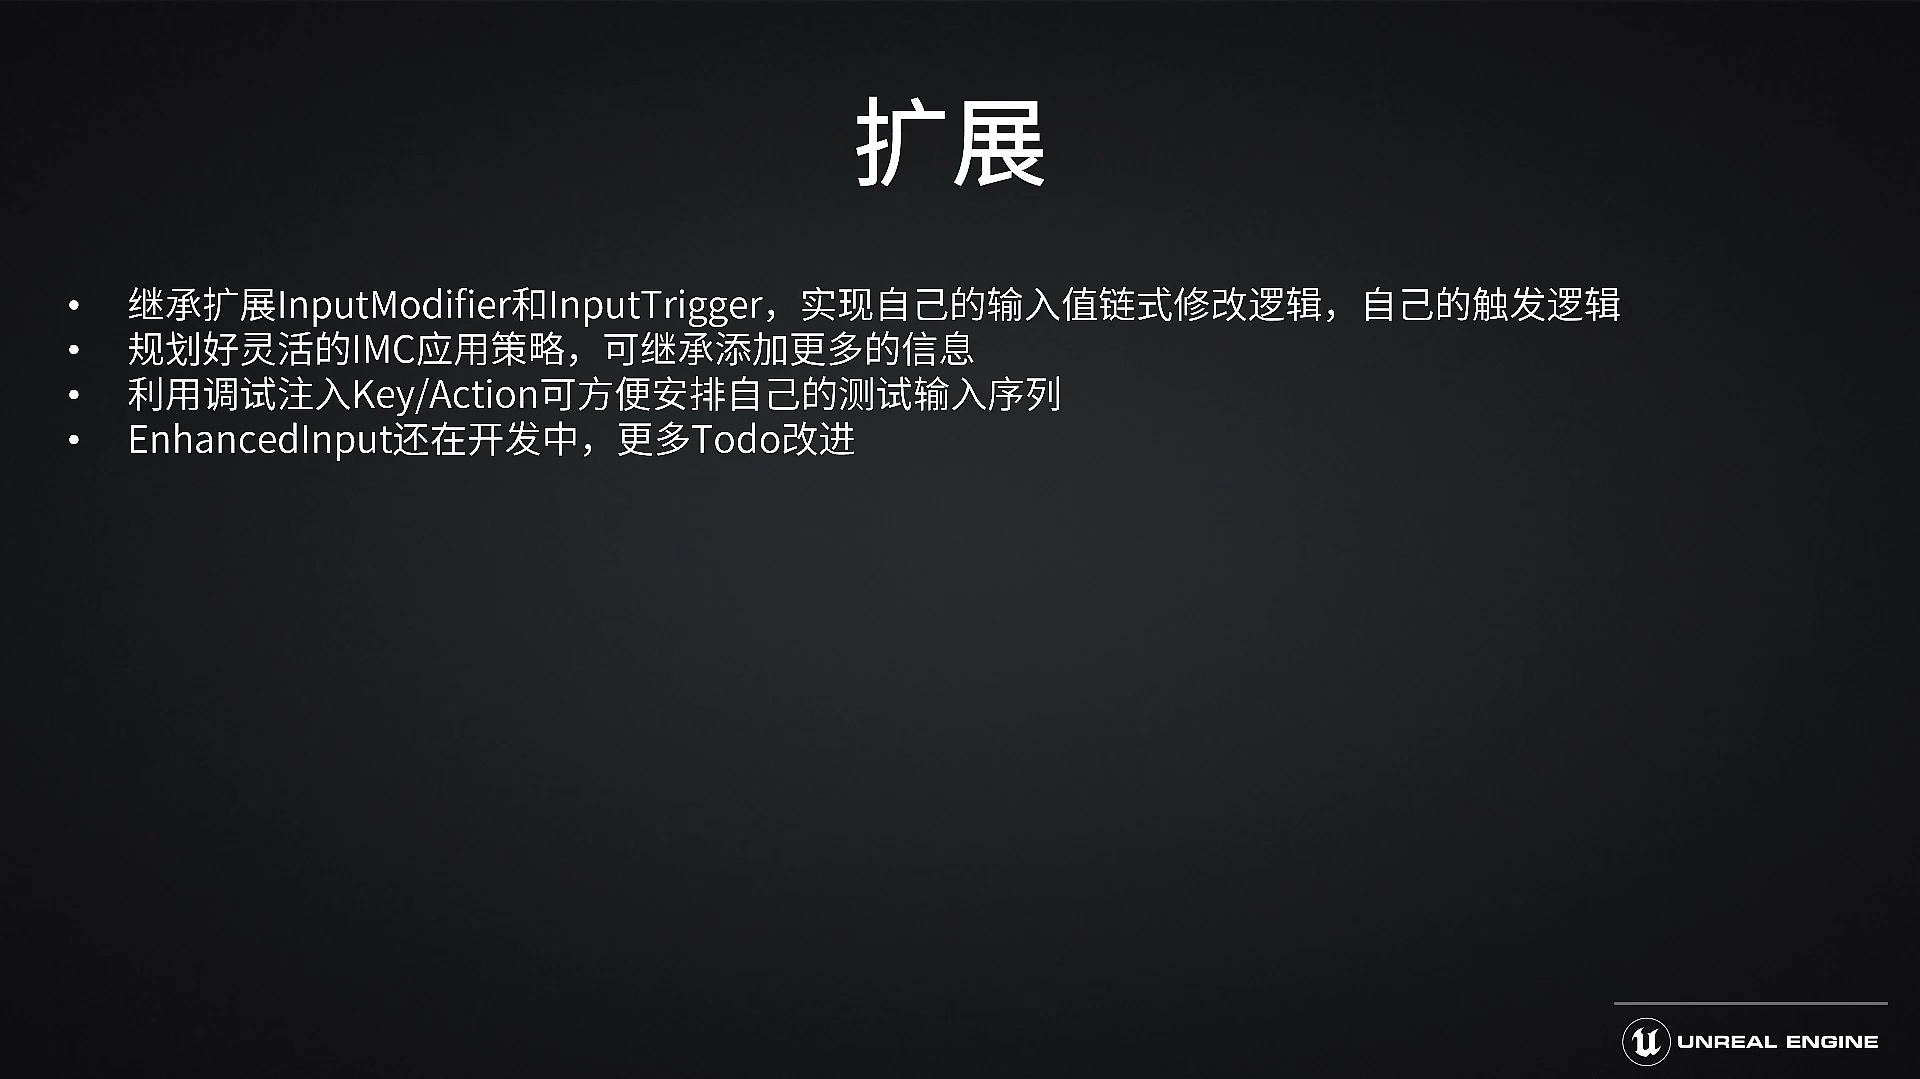 扩展
• 继承扩展InputModifier和InputTrigger，实现自己的输入值链式修改逻辑，自己的触发逻辑
• 规划好灵活的IMC应用策略，可继承添加更多的信息
• 利用调试注入Key/Action可方便安排自己的测试输入序列
• EnhancedInput还在开发中，更多Todo改进
UNREAL ENGINE